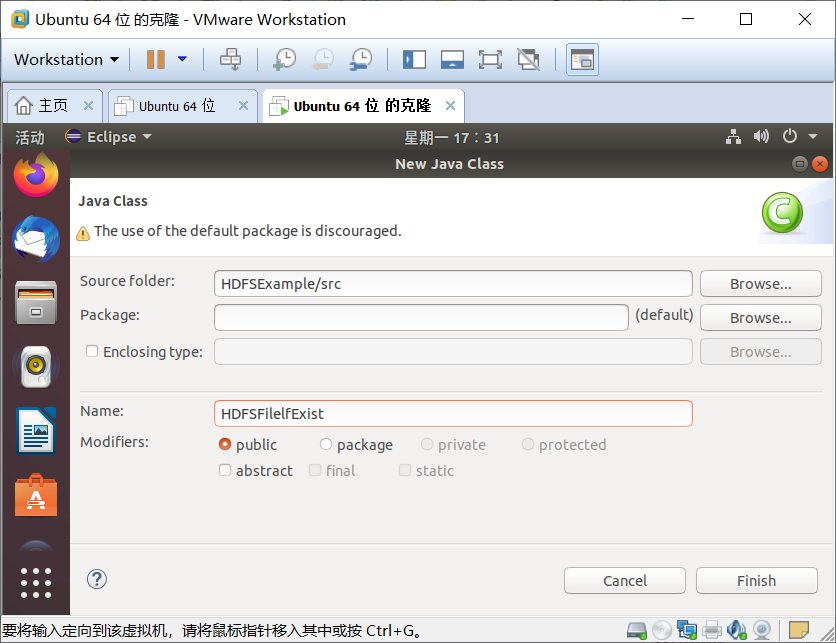 Ubuntu 64 位 的克隆 - VMware Workstation
Workstation
主页
Ubuntu 64 位
Ubuntu 64 位 的克隆
活动
Eclipse
星期一 17：31
New Java Class
Java Class
The use of the default package is discouraged.
Source folder:
HDFSExample/src
Browse...
Package:
(default)
Browse...
Enclosing type:
Browse...
Name:
HDFSFilelfExist
Modifiers:
public
package
private
protected
abstract
final
static
Cancel
Finish
要将输入定向到该虚拟机，请将鼠标指针移入其中或按 Ctrl+G。